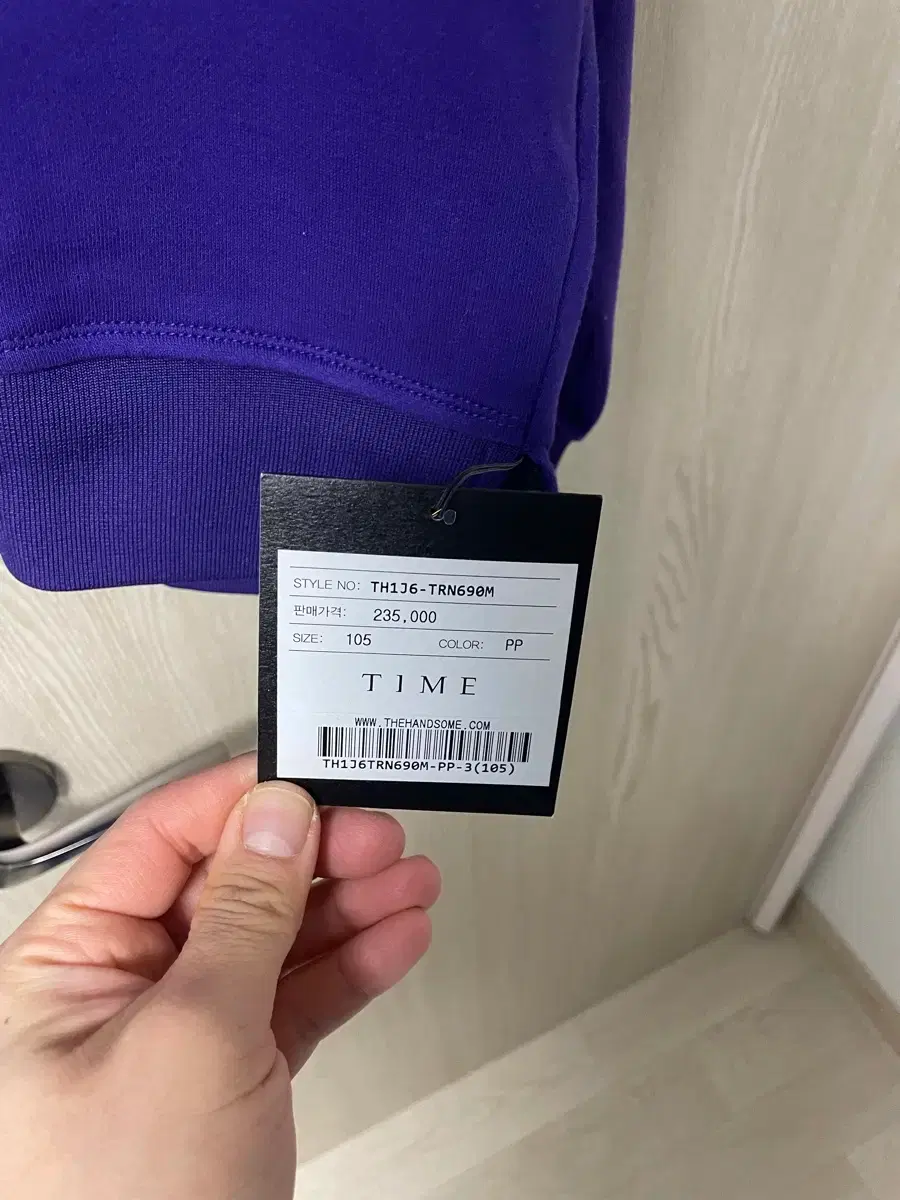 STYLE NO: TH1J6-TRN690M
판매가격: 235,000
SIZE: 105 COLOR: PP
TIME
WWW.THEHANDSOME.COM
TH1J6TRN690M-PP-3(105)